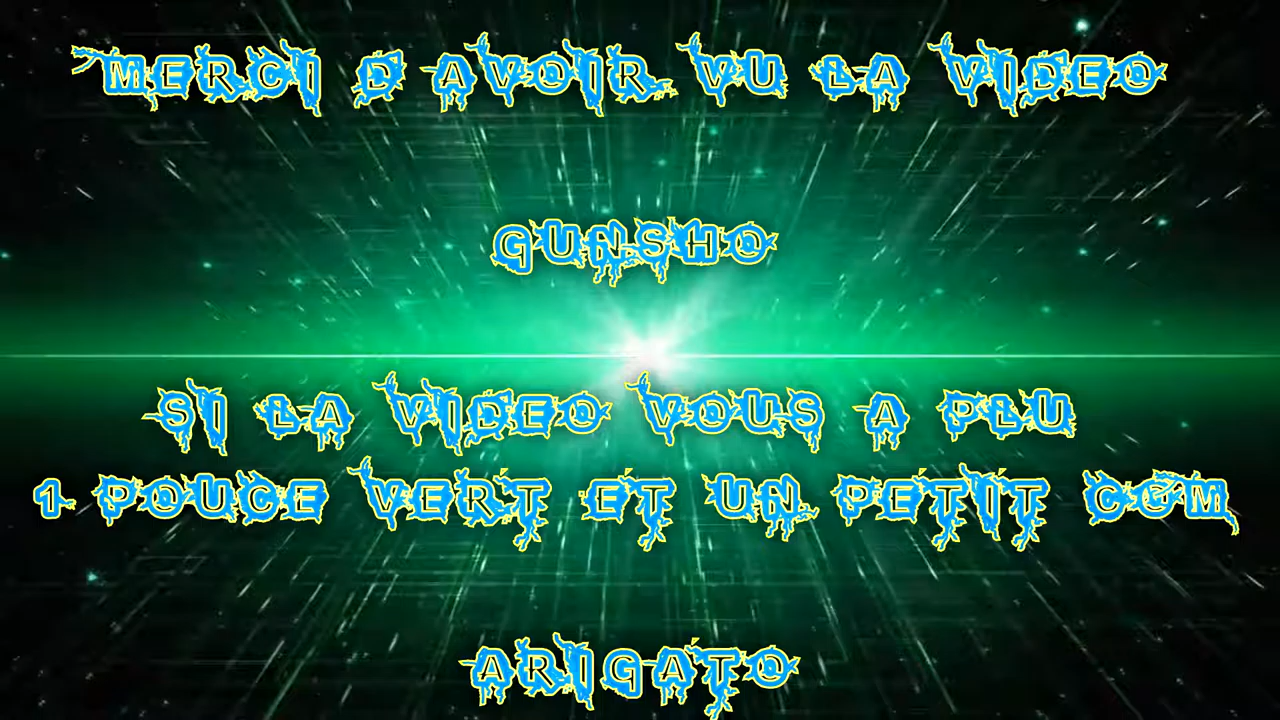 MERCI D AVOIR VU LA VIDEO
GUNSHO
SI LA VIDEO VOUS A PLU
1 POUCE VERT ET UN PETIT COM
ARIGATO